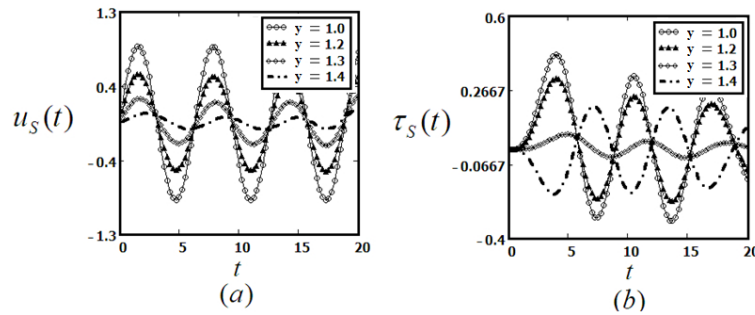 1.3
0.4
-0.4
-1.3
u_S(t)
y = 1.0
y = 1.2
y = 1.3
y = 1.4
0 5 10 15 20
t
(a)
0.6
0.2667
-0.0667
-0.4
τ_S(t)
y = 1.0
y = 1.2
y = 1.3
y = 1.4
0 5 10 15 20
t
(b)